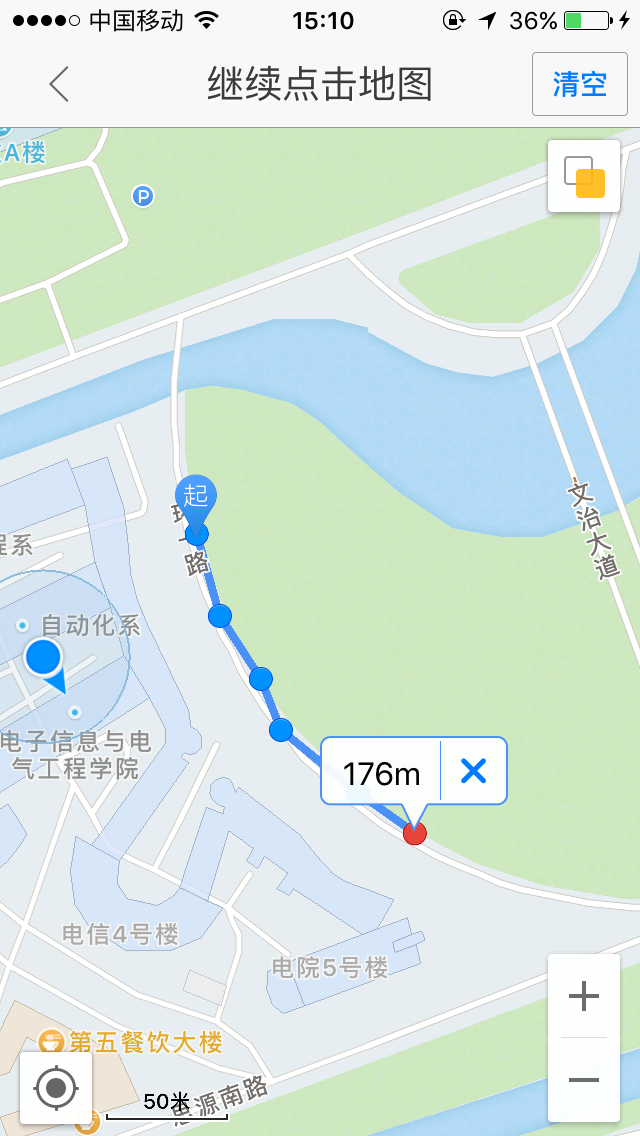 中国移动
15:10
36%
继续点击地图
清空
A楼
P
起
路
文治大道
程系
自动化系
电子信息与电
气工程学院
176m
电信4号楼
电院5号楼
第五餐饮大楼
50米
源南路